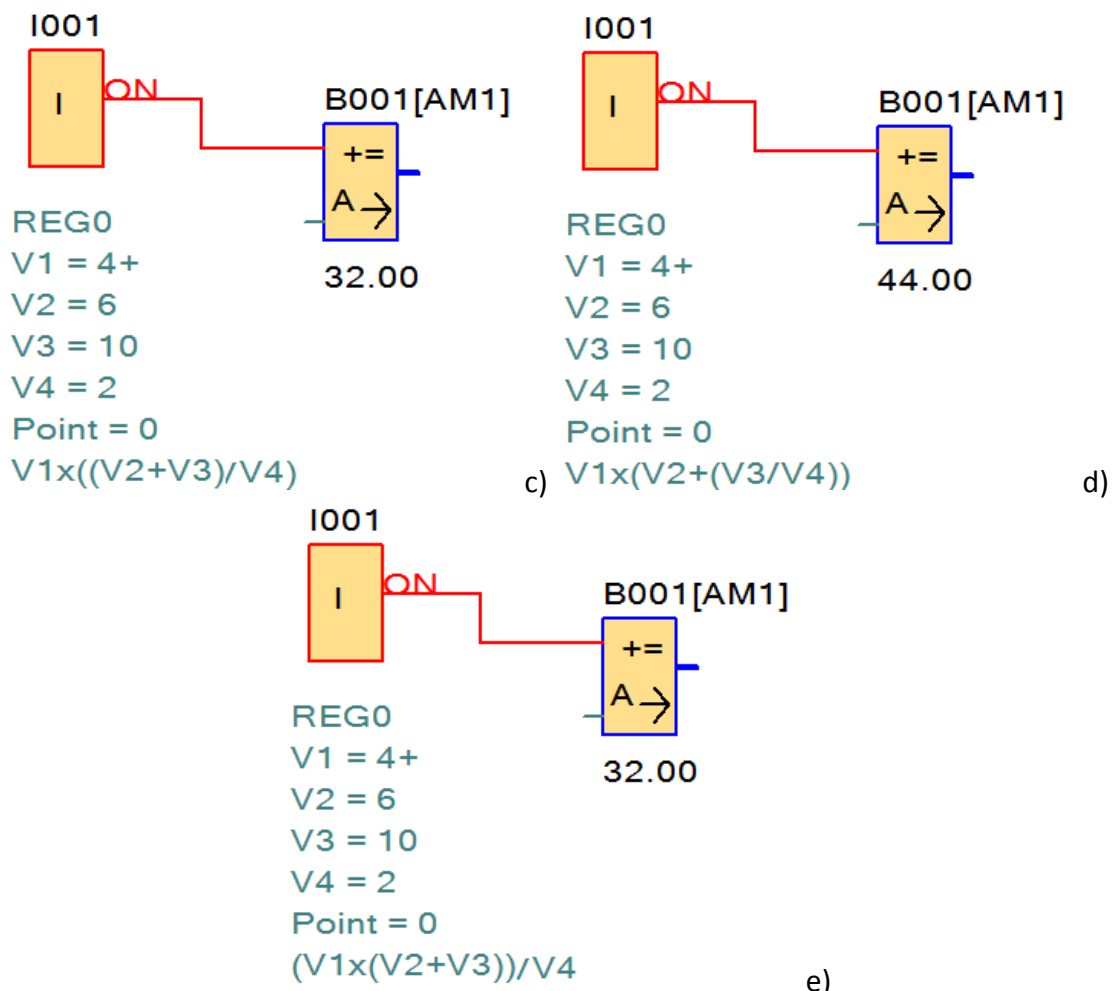 I001
ON
I
B001[AM1]
+=
A
32.00
REG0
V1 = 4+
V2 = 6
V3 = 10
V4 = 2
Point = 0
V1x((V2+V3)/V4)
c)
I001
ON
I
B001[AM1]
+=
A
44.00
REG0
V1 = 4+
V2 = 6
V3 = 10
V4 = 2
Point = 0
V1x(V2+(V3/V4))
d)
I001
ON
I
B001[AM1]
+=
A
32.00
REG0
V1 = 4+
V2 = 6
V3 = 10
V4 = 2
Point = 0
(V1x(V2+V3))/V4
e)